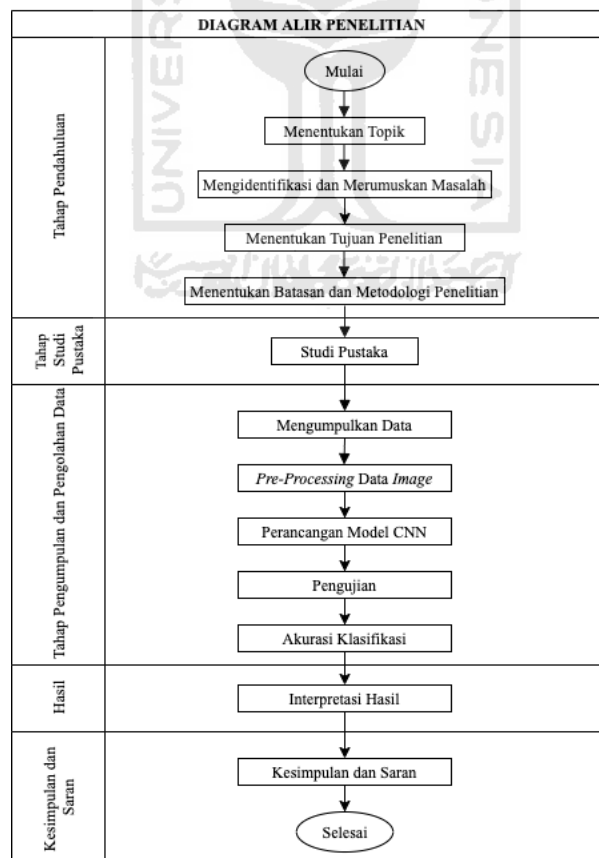 DIAGRAM ALIR PENELITIAN
Tahap Pendahuluan
Mulai
Menentukan Topik
Mengidentifikasi dan Merumuskan Masalah
Menentukan Tujuan Penelitian
Menentukan Batasan dan Metodologi Penelitian
Tahap
Studi
Pustaka
Studi Pustaka
Tahap Pengumpulan dan Pengolahan Data
Mengumpulkan Data
Pre-Processing Data Image
Perancangan Model CNN
Pengujian
Akurasi Klasifikasi
Hasil
Interpretasi Hasil
Kesimpulan dan
Saran
Kesimpulan dan Saran
Selesai